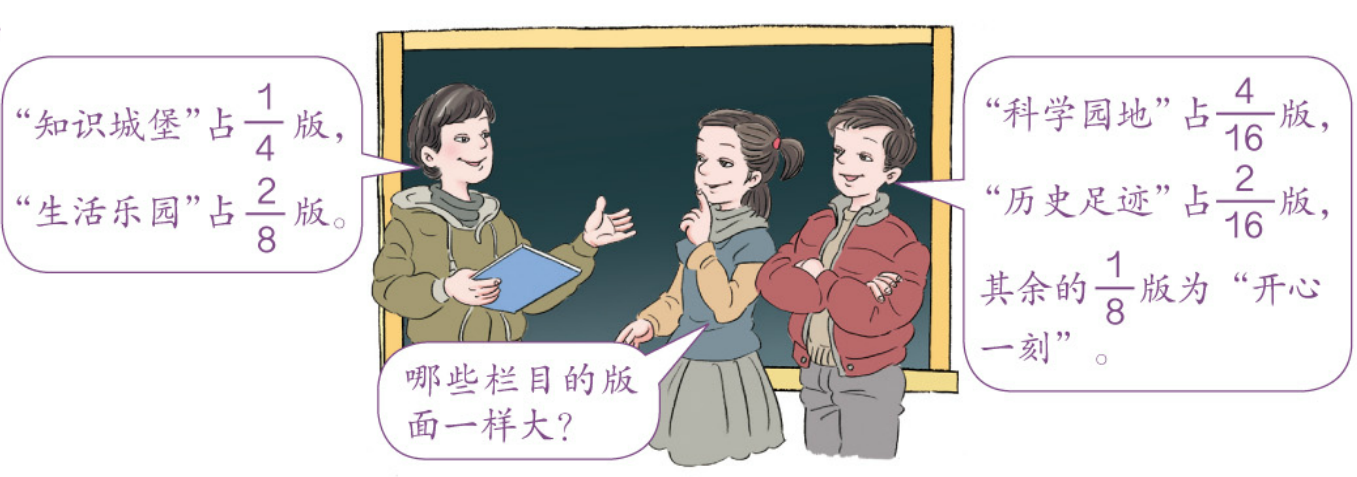 “知识城堡”占1/4版，
“生活乐园”占2/8版。
哪些栏目的版
面一样大？
“科学园地”占4/16版，
“历史足迹”占2/16版，
其余的1/8版为“开心
一刻”。